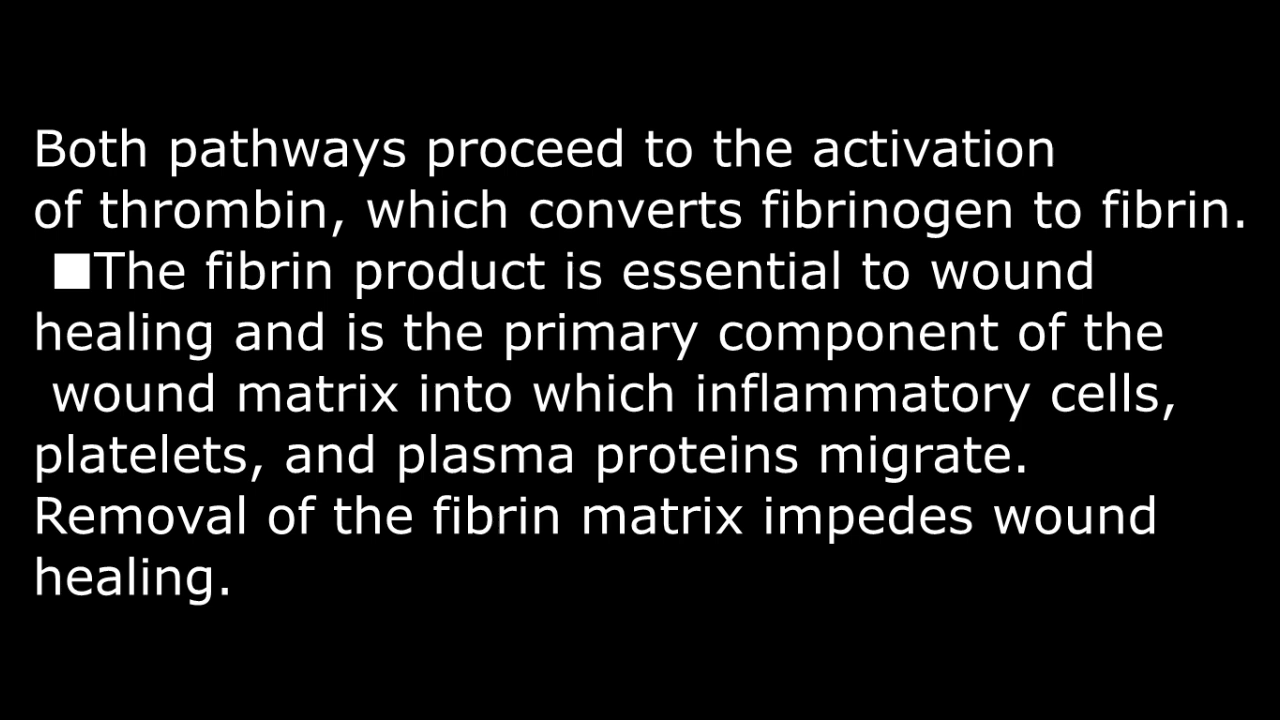 Both pathways proceed to the activation
of thrombin, which converts fibrinogen to fibrin.
■The fibrin product is essential to wound
healing and is the primary component of the
wound matrix into which inflammatory cells,
platelets, and plasma proteins migrate.
Removal of the fibrin matrix impedes wound
healing.